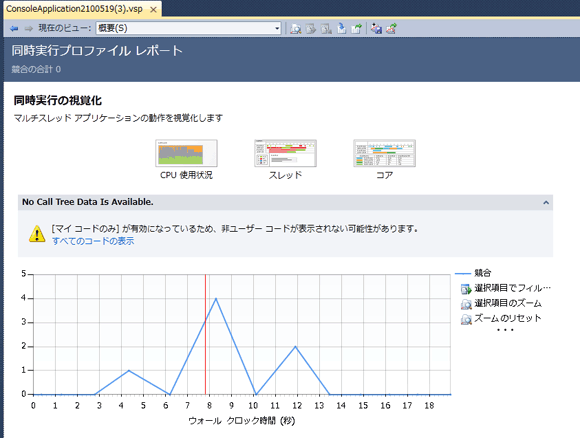 ConsoleApplication2100519(3).vsp
現在のビュー: 概要(S)
同時実行プロファイル レポート
競合の合計 0
同時実行の視覚化
マルチスレッド アプリケーションの動作を視覚化します
CPU 使用状況 スレッド コア
No Call Tree Data Is Available.
[マイ コードのみ] が有効になっているため、非ユーザー コードが表示されない可能性があります。
すべてのコードの表示
5
4
3
2
1
0
0 1 2 3 4 5 6 7 8 9 10 11 12 13 14 15 16 17 18
ウォール クロック時間 (秒)
競合
選択項目でフィル…
選択項目のズーム
ズームのリセット
・・・